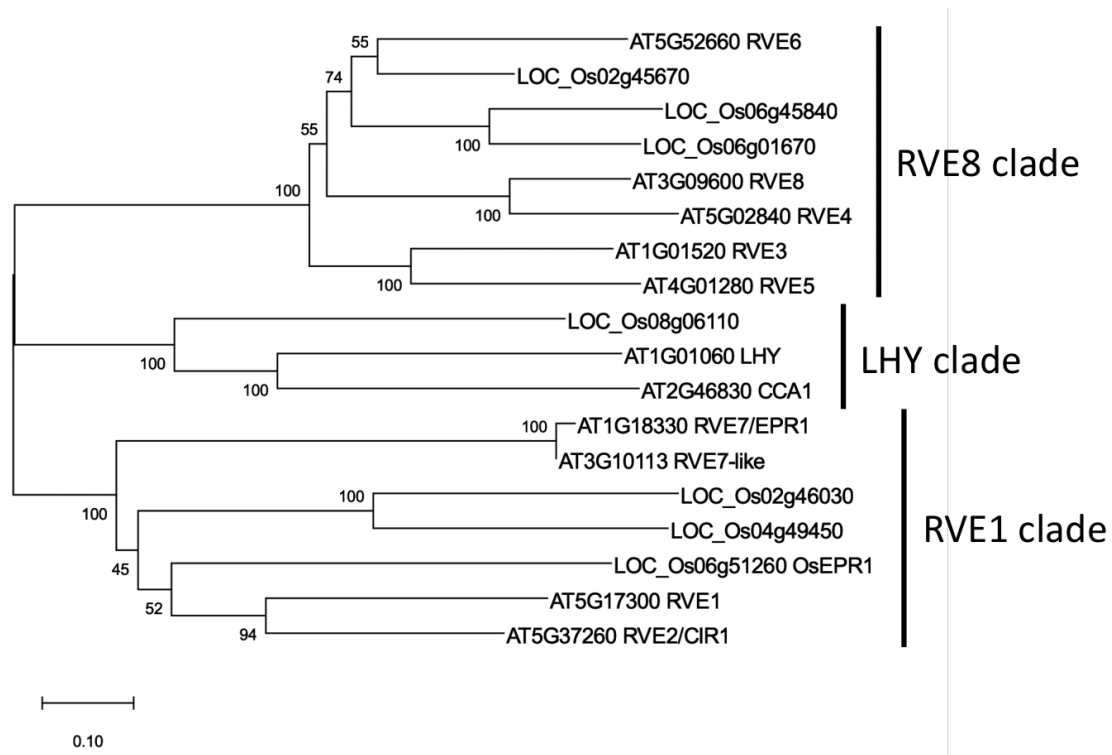 55
AT5G52660 RVE6
74
LOC_Os02g45670
LOC_Os06g45840
55
100
LOC_Os06g01670
RVE8 clade
100
AT3G09600 RVE8
100
AT5G02840 RVE4
AT1G01520 RVE3
100
AT4G01280 RVE5
LOC_Os08g06110
100
AT1G01060 LHY
LHY clade
100
AT2G46830 CCA1
100
AT1G18330 RVE7/EPR1
AT3G10113 RVE7-like
100
LOC_Os02g46030
100
LOC_Os04g49450
RVE1 clade
45
LOC_Os06g51260 OsEPR1
52
AT5G17300 RVE1
94
AT5G37260 RVE2/CIR1
0.10